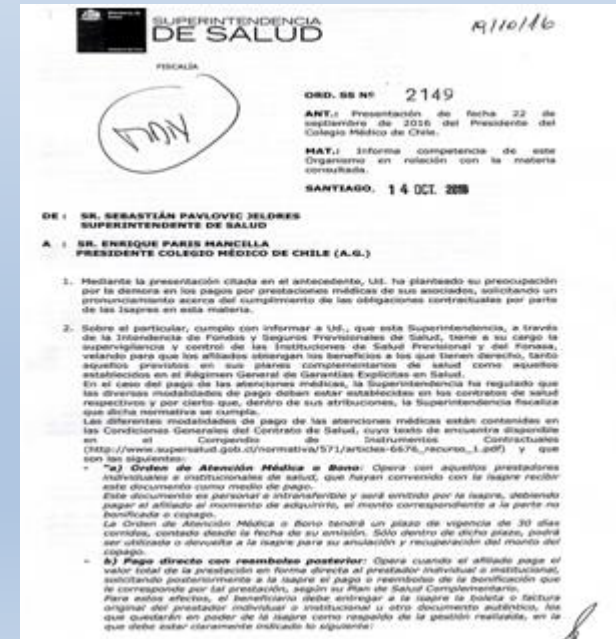 SUPERINTENDENCIA
DE SALUD
19/10/16
FISCALÍA
ORD. SS Nº 2149
ANT.: Presentación de fecha 22 de
septiembre de 2016 del Presidente del
Colegio Médico de Chile.
MAT.: Informa competencia de este
Organismo en relación con la materia
consultada.
SANTIAGO, 14 OCT. 2016
DE : SR. SEBASTIÁN PAVLOVIC JELDRES
SUPERINTENDENTE DE SALUD
A : SR. ENRIQUE PARIS MANCILLA
PRESIDENTE COLEGIO MÉDICO DE CHILE (A.G.)
1. Mediante la presentación citada en el antecedente, Ud. ha planteado su preocupación
por la demora en los pagos por prestaciones médicas de sus asociados, solicitando un
pronunciamiento acerca del cumplimiento de las obligaciones contractuales por parte
de las Isapres en esta materia.
2. Sobre el particular, cumplo con informar a Ud., que esta Superintendencia, a través
de la Intendencia de Fondos y Seguros Previsionales de Salud, tiene a su cargo la
supervigilancia y control de las Instituciones de Salud Previsional y del Fonasa,
velando para que los afiliados obtengan los beneficios a los que tienen derecho, tanto
aquellos previstos en sus planes complementarios de salud como aquellos
establecidos en el Régimen General de Garantías Explícitas en Salud.
En el caso del pago de las atenciones médicas, la Superintendencia ha regulado que
las diversas modalidades de pago deban estar establecidas en los contratos de salud
respectivos y por cierto que, dentro de sus atribuciones, la Superintendencia fiscaliza
que dicha normativa se cumpla.
Las diferentes modalidades de pago de las atenciones médicas están contenidas en
las Condiciones Generales del Contrato de Salud, cuyo texto se encuentra disponible
en el Compendio de Instrumentos Contractuales
(http://www.supersalud.gob.cl/normativa/571/articles-6676_recurso_1.pdf) y que
son las siguientes:
- "a) Orden de Atención Médica o Bono: Opera con aquellos prestadores
individuales e institucionales de salud, que hayan convenido con la isapre recibir
este documento como medio de pago.
Este documento es personal e intransferible y será emitido por la isapre, debiendo
pagar el afiliado al momento de adquirirlo, el monto correspondiente a la parte no
bonificada o copago.
La Orden de Atención Médica o Bono tendrá un plazo de vigencia de 30 días
corridos, contado desde la fecha de su emisión. Sólo dentro de dicho plazo, podrá
ser utilizada o devuelta a la isapre para su anulación y recuperación del monto del
copago.
- b) Pago directo con reembolso posterior: Opera cuando el afiliado paga el
valor total de la prestación en forma directa al prestador individual o institucional,
solicitando posteriormente a la isapre el pago o reembolso de la bonificación que
le corresponde por tal prestación, según su Plan de Salud Complementario.
Para estos efectos, el beneficiario debe entregar a la isapre la boleta o factura
original del prestador individual o institucional u otro documento auténtico, los
que quedarán en poder de la isapre como respaldo de la gestión realizada, en la
que debe estar claramente indicado lo siguiente: